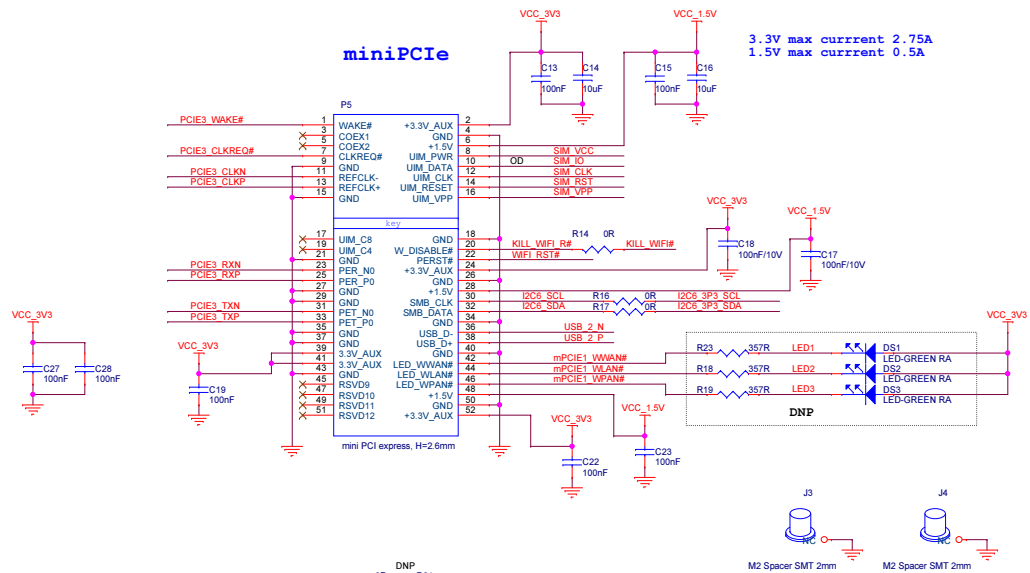 VCC_3V3
VCC_1.5V
miniPCIe
3.3V max currrent 2.75A
1.5V max currrent 0.5A
C13
100nF
C14
10uF
C15
100nF
C16
10uF
P5
PCIE3_WAKE#
1 WAKE# +3.3V_AUX 2
3 COEX1 GND 4
5 COEX2 +1.5V 6
PCIE3_CLKREQ# 7 CLKREQ# UIM_PWR 8 SIM_VCC
9 GND UIM_DATA 10 OD SIM_IO
PCIE3_CLKN 11 REFCLK- UIM_CLK 12 SIM_CLK
PCIE3_CLKP 13 REFCLK+ UIM_RESET 14 SIM_RST
15 GND UIM_VPP 16 SIM_VPP
key
VCC_3V3
VCC_1.5V
17 UIM_C8 GND 18
R14 0R
19 UIM_C4 W_DISABLE# 20 KILL_WIFI_R# KILL_WIFI#
21 GND PERST# 22 WIFI_RST#
C18
100nF/10V
C17
100nF/10V
PCIE3_RXN 23 PER_N0 +3.3V_AUX 24
PCIE3_RXP 25 PER_P0 GND 26
27 GND +1.5V 28
29 GND SMB_CLK 30 I2C6_SCL R16 0R I2C6_3P3_SCL
PCIE3_TXN 31 PET_N0 SMB_DATA 32 I2C6_SDA R17 0R I2C6_3P3_SDA
PCIE3_TXP 33 PET_P0 GND 34
35 GND USB_D- 36 USB_2_N
37 GND USB_D+ 38 USB_2_P
39 3.3V_AUX GND 40
41 3.3V_AUX LED_WWAN# 42 mPCIE1_WWAN#
43 GND LED_WLAN# 44 mPCIE1_WLAN#
45 RSVD9 LED_WPAN# 46 mPCIE1_WPAN#
47 RSVD10 +1.5V 48
49 RSVD11 GND 50
51 RSVD12 +3.3V_AUX 52
mini PCI express, H=2.6mm
VCC_3V3
C27
100nF
C28
100nF
VCC_3V3
C19
100nF
VCC_3V3
R23 357R LED1 DS1
LED-GREEN RA
R18 357R LED2 DS2
LED-GREEN RA
R19 357R LED3 DS3
LED-GREEN RA
DNP
VCC_3V3
VCC_1.5V
C22
100nF
C23
100nF
J3
NC
M2 Spacer SMT 2mm
J4
NC
M2 Spacer SMT 2mm
DNP